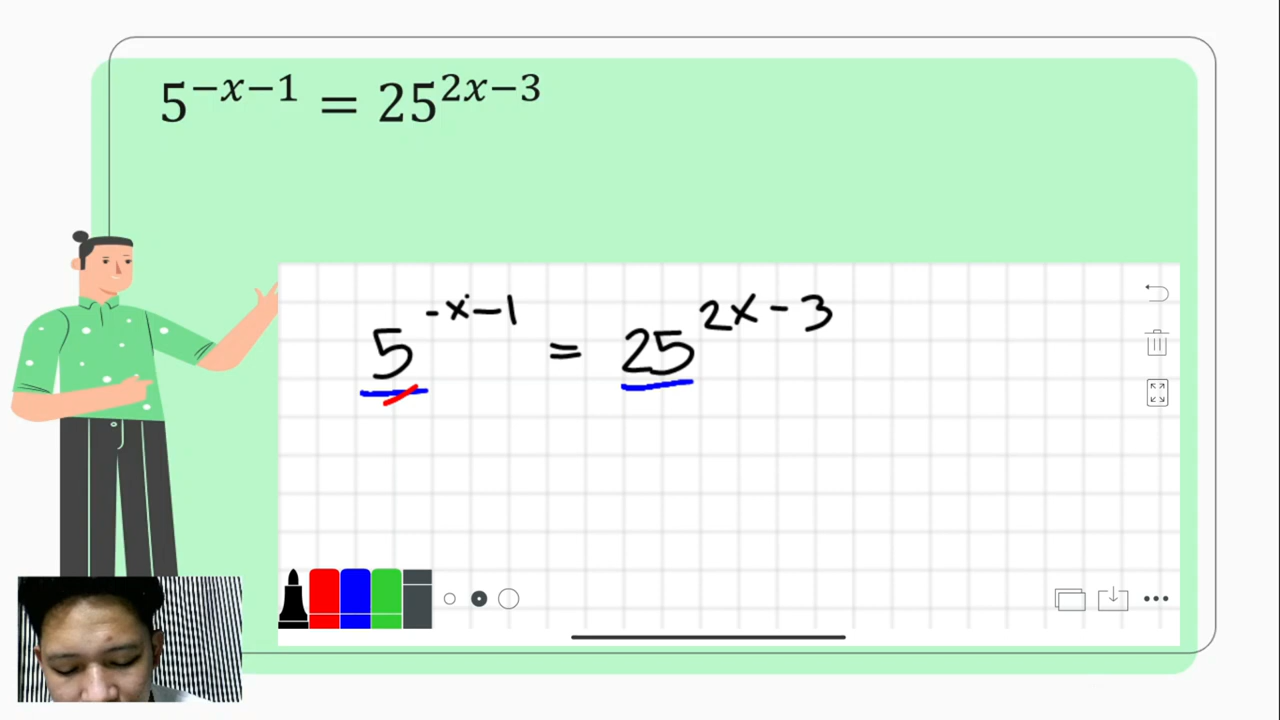 5^{-x-1} = 25^{2x-3}
5^{-x-1} = 25^{2x-3}